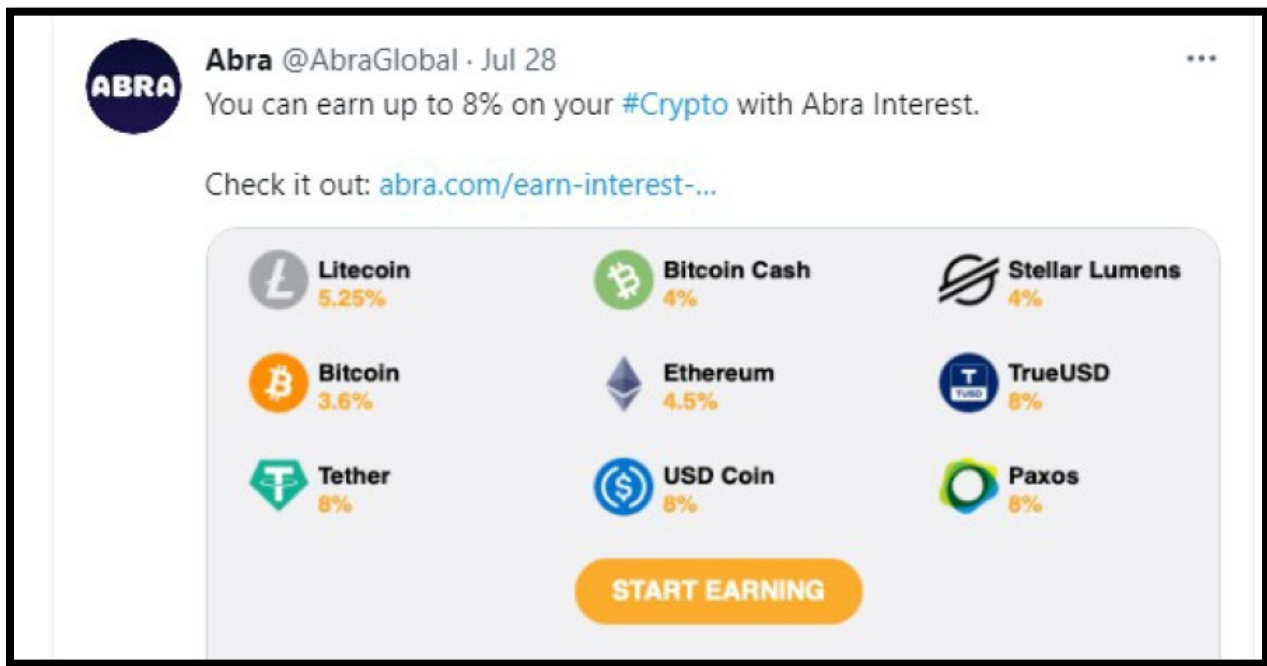 ABRA
Abra @AbraGlobal · Jul 28
You can earn up to 8% on your #Crypto with Abra Interest.
Check it out: abra.com/earn-interest-...
Litecoin
5.25%
Bitcoin Cash
4%
Stellar Lumens
4%
Bitcoin
3.6%
Ethereum
4.5%
T
TUSD
TrueUSD
8%
Tether
8%
USD Coin
8%
Paxos
8%
START EARNING